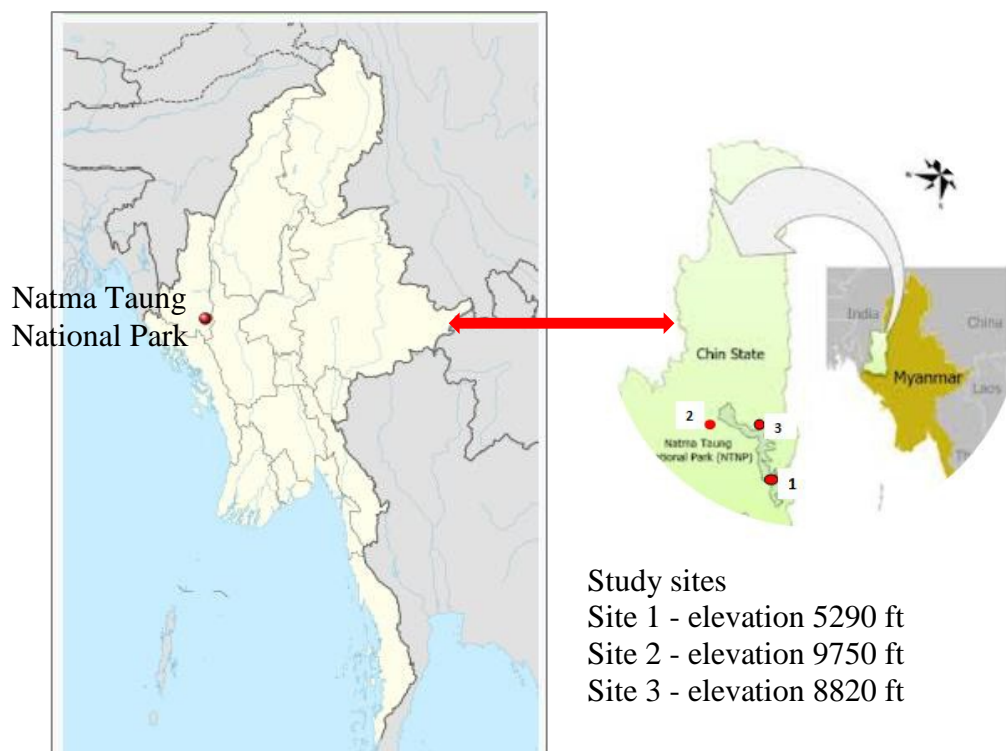 Natma Taung
National Park
India
China
Chin State
Myanmar
Laos
2
3
Natma Taung
ational Park (NTNP)
1
Study sites
Site 1 - elevation 5290 ft
Site 2 - elevation 9750 ft
Site 3 - elevation 8820 ft